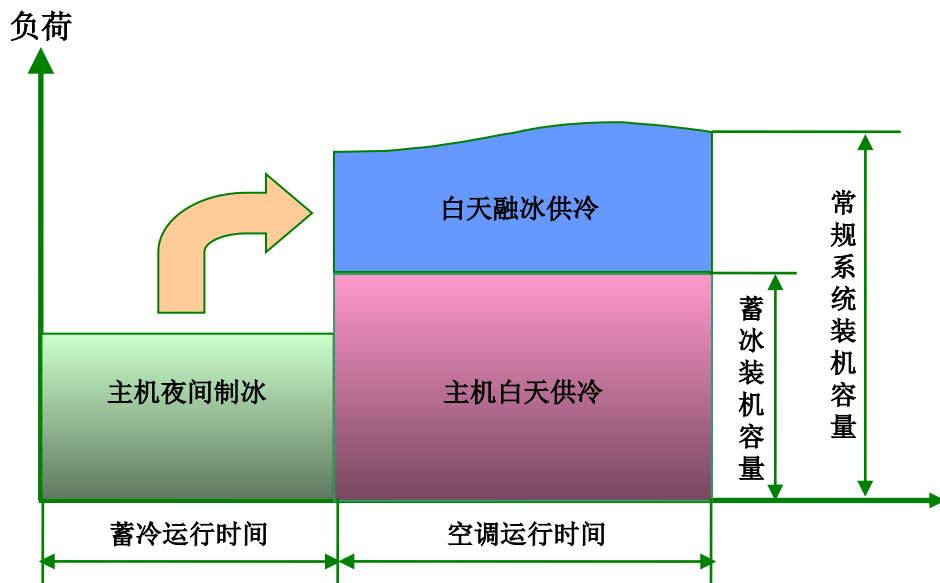 负荷
白天融冰供冷
常规系统装机容量
蓄冰装机容量
主机夜间制冰
主机白天供冷
蓄冷运行时间
空调运行时间